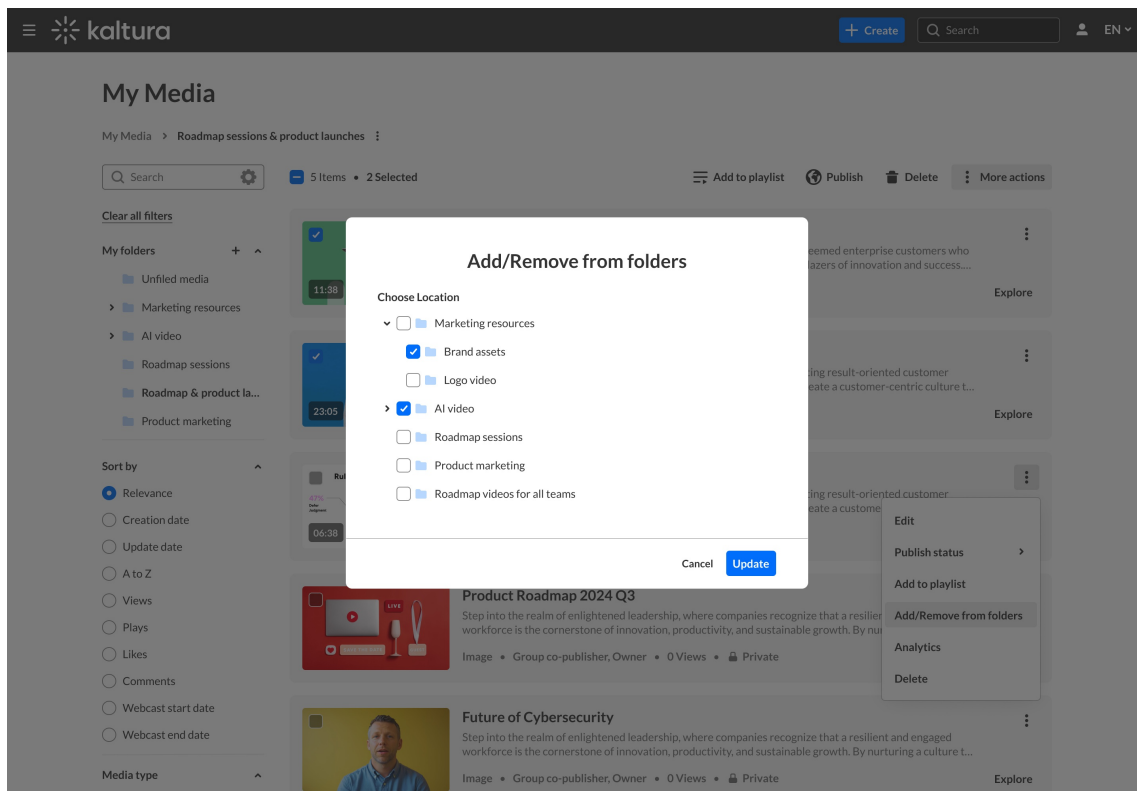 kaltura
Create
Search
EN
My Media
My Media > Roadmap sessions & product launches
Search
5 Items • 2 Selected
Add to playlist
Publish
Delete
More actions
Clear all filters
My folders
Unfiled media
Marketing resources
AI video
Roadmap sessions
Roadmap & product la...
Product marketing
Sort by
Relevance
Creation date
Update date
A to Z
Views
Plays
Likes
Comments
Webcast start date
Webcast end date
Media type
11:38
eemed enterprise customers who
lazers of innovation and success....
Explore
23:05
ing result-oriented customer
eate a customer-centric culture t...
Explore
Rul
47%
06:38
ing result-oriented customer
eate a custome
Add/Remove from folders
Choose Location
Marketing resources
Brand assets
Logo video
AI video
Roadmap sessions
Product marketing
Roadmap videos for all teams
Cancel
Update
Edit
Publish status
Add to playlist
Add/Remove from folders
Analytics
Delete
LIVE
Product Roadmap 2024 Q3
Step into the realm of enlightened leadership, where companies recognize that a resilier
workforce is the cornerstone of innovation, productivity, and sustainable growth. By nu
Image • Group co-publisher, Owner • 0 Views • Private
Future of Cybersecurity
Step into the realm of enlightened leadership, where companies recognize that a resilient and engaged
workforce is the cornerstone of innovation, productivity, and sustainable growth. By nurturing a culture t...
Image • Group co-publisher, Owner • 0 Views • Private
Explore